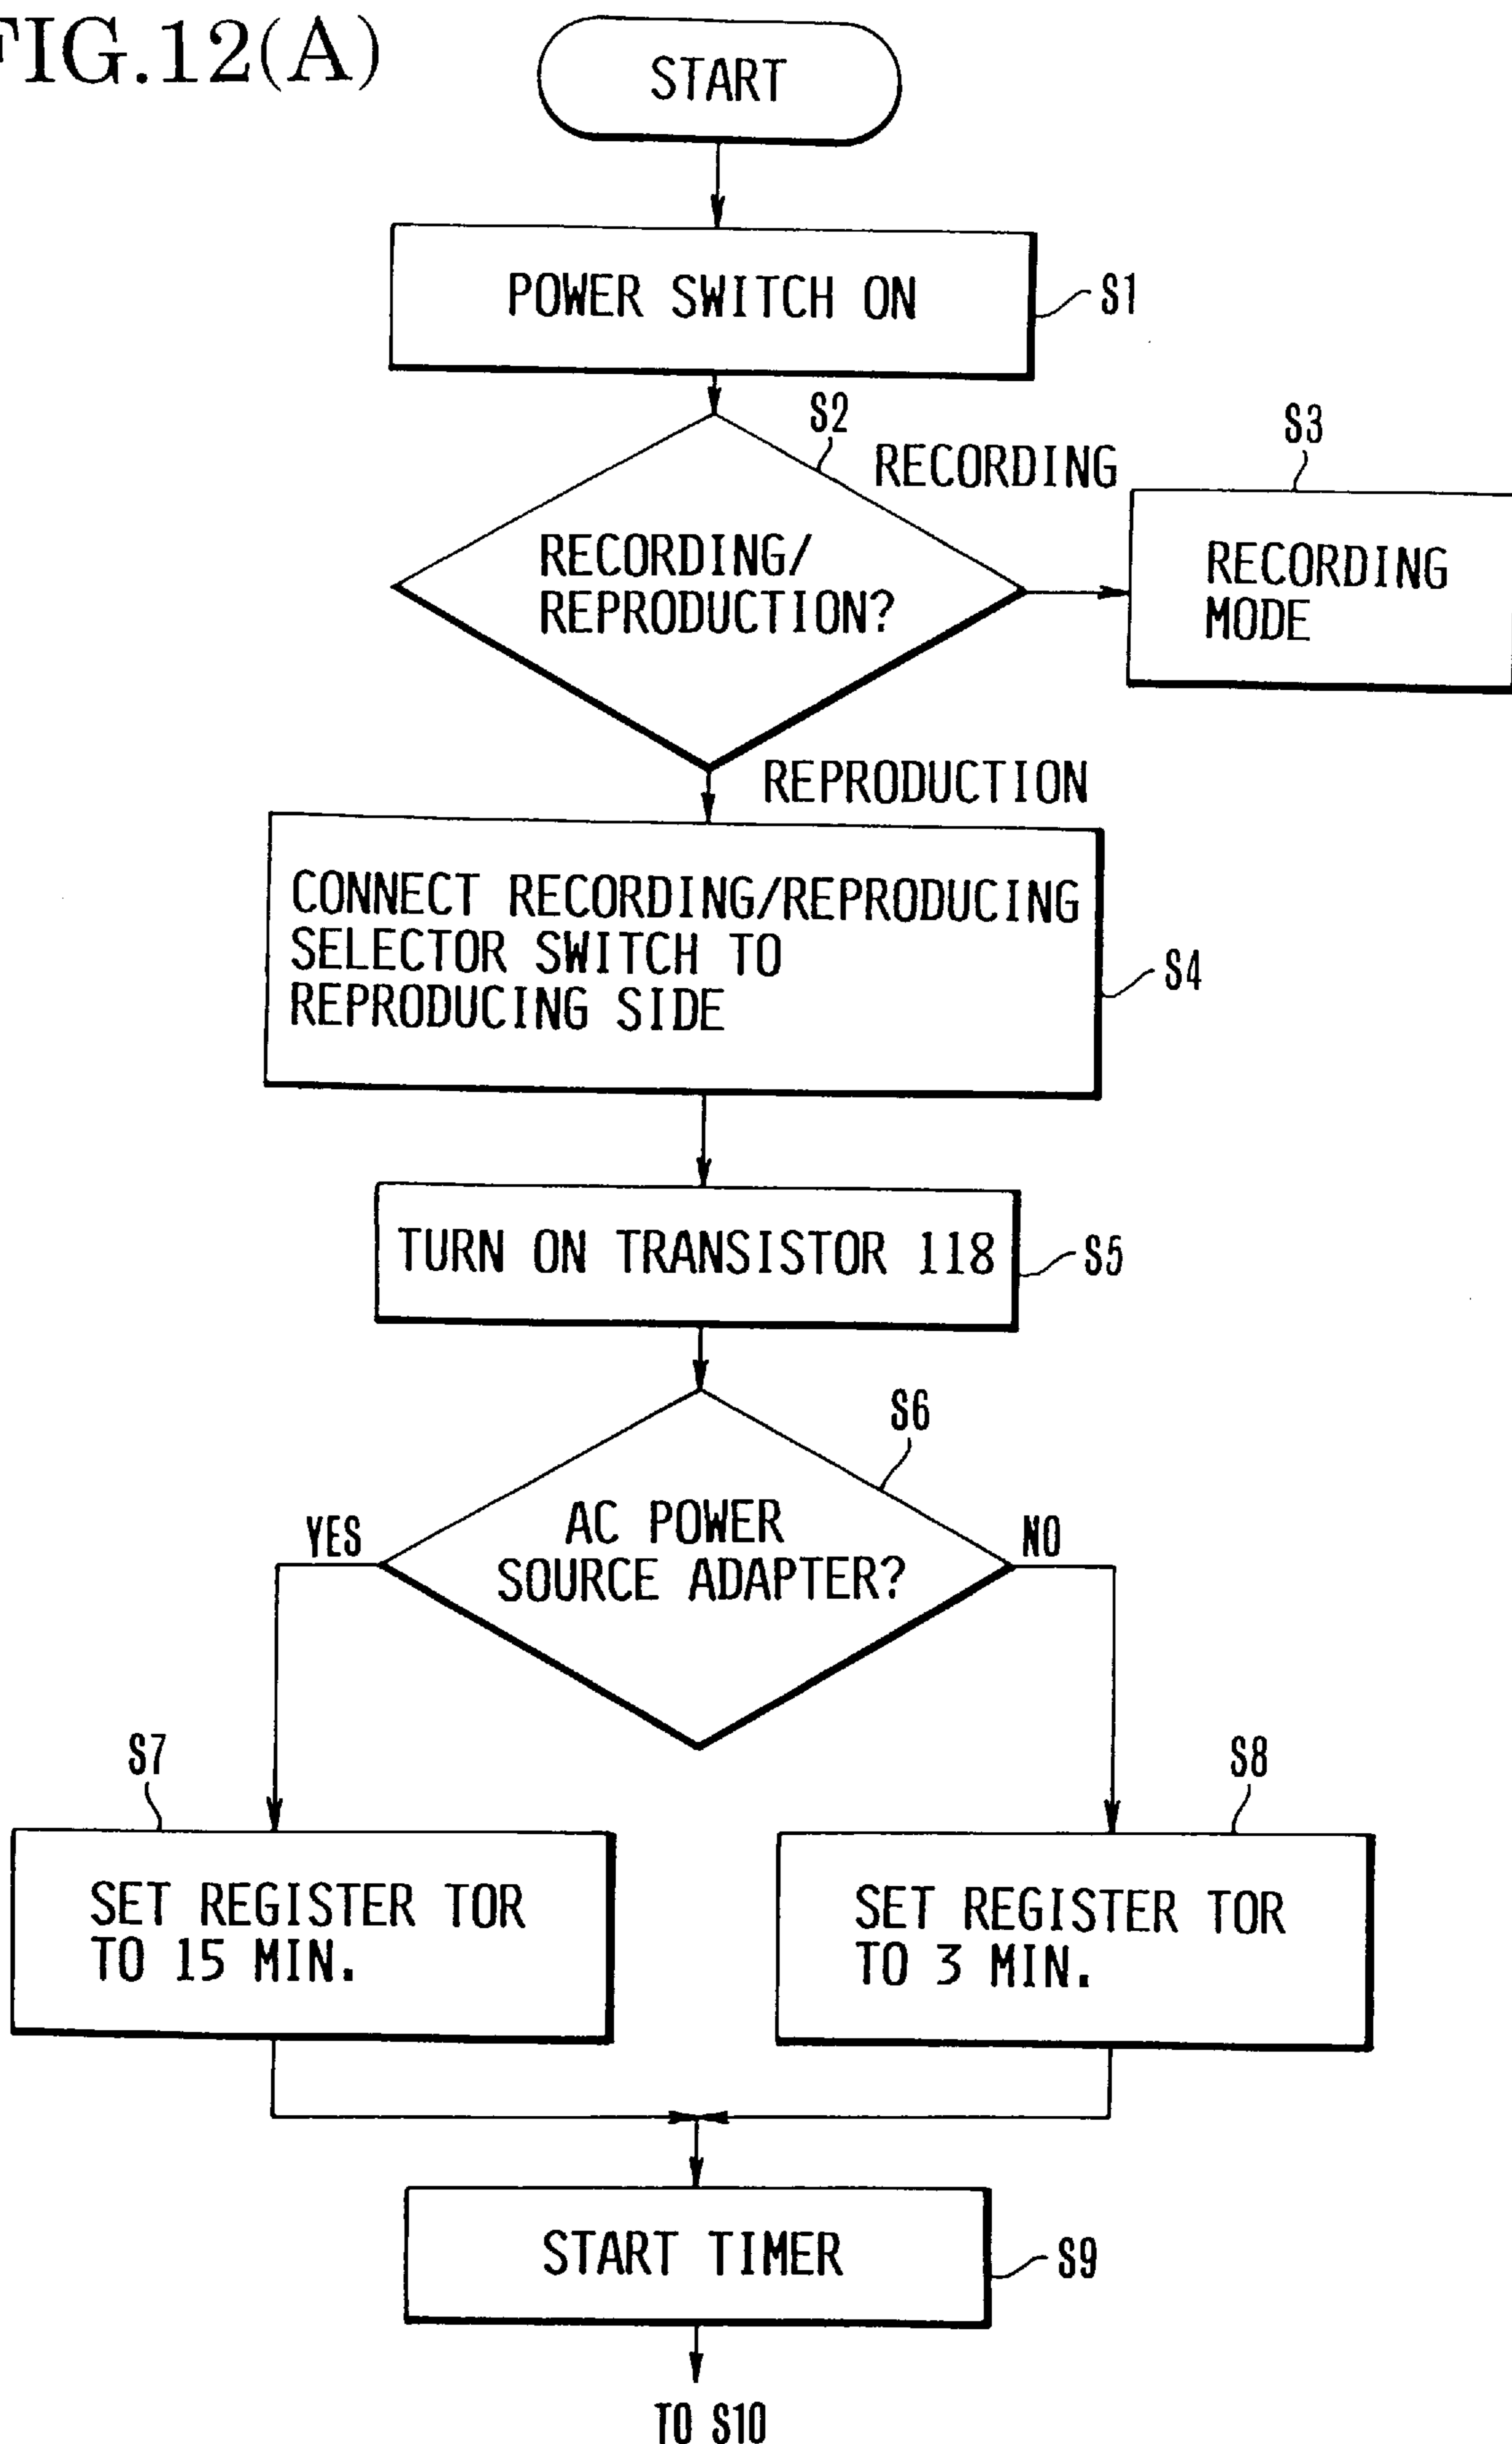 FIG.12(A)
START
POWER SWITCH ON
S1
S2
RECORDING
S3
RECORDING/
REPRODUCTION?
RECORDING
MODE
REPRODUCTION
CONNECT RECORDING/REPRODUCING
SELECTOR SWITCH TO
REPRODUCING SIDE
S4
TURN ON TRANSISTOR 118
S5
S6
YES
AC POWER
SOURCE ADAPTER?
NO
S7
S8
SET REGISTER TOR
TO 15 MIN.
SET REGISTER TOR
TO 3 MIN.
START TIMER
S9
TO S10